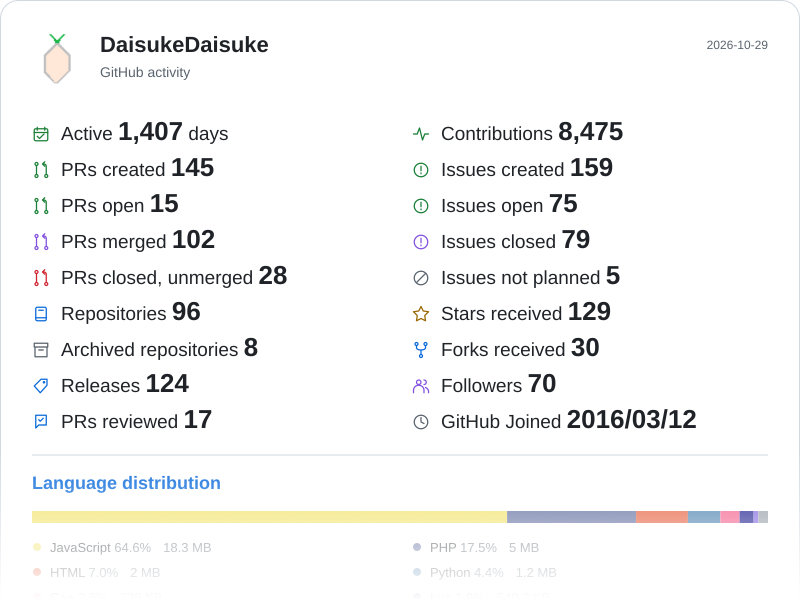 DaisukeDaisuke
GitHub activity
2026-10-29
Active 1,407 days
Contributions 8,475
PRs created 145
Issues created 159
PRs open 15
Issues open 75
PRs merged 102
Issues closed 79
PRs closed, unmerged 28
Issues not planned 5
Repositories 96
Stars received 129
Archived repositories 8
Forks received 30
Releases 124
Followers 70
PRs reviewed 17
GitHub Joined 2016/03/12
Language distribution
JavaScript 64.6% 18.3 MB
PHP 17.5% 5 MB
HTML 7.0% 2 MB
Python 4.4% 1.2 MB